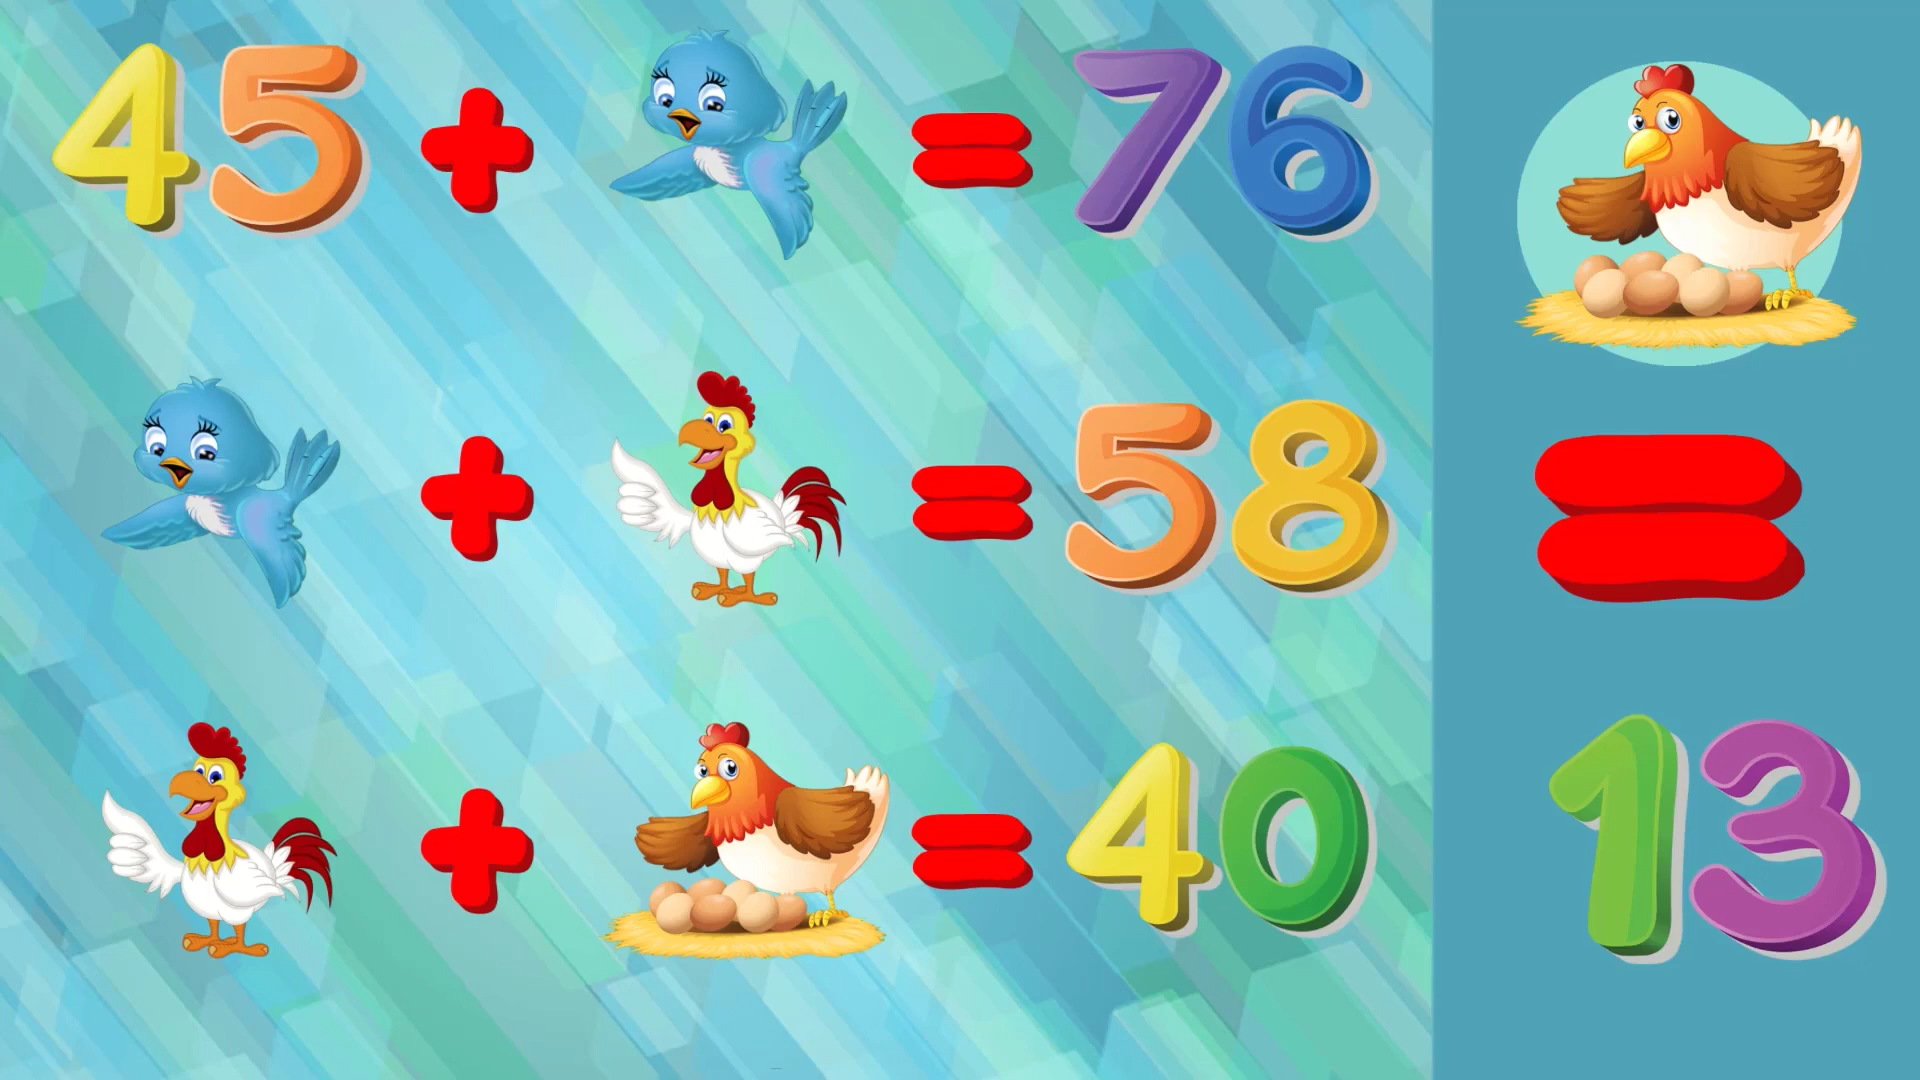 45 + = 76
+ = 58
+ = 40
=
13